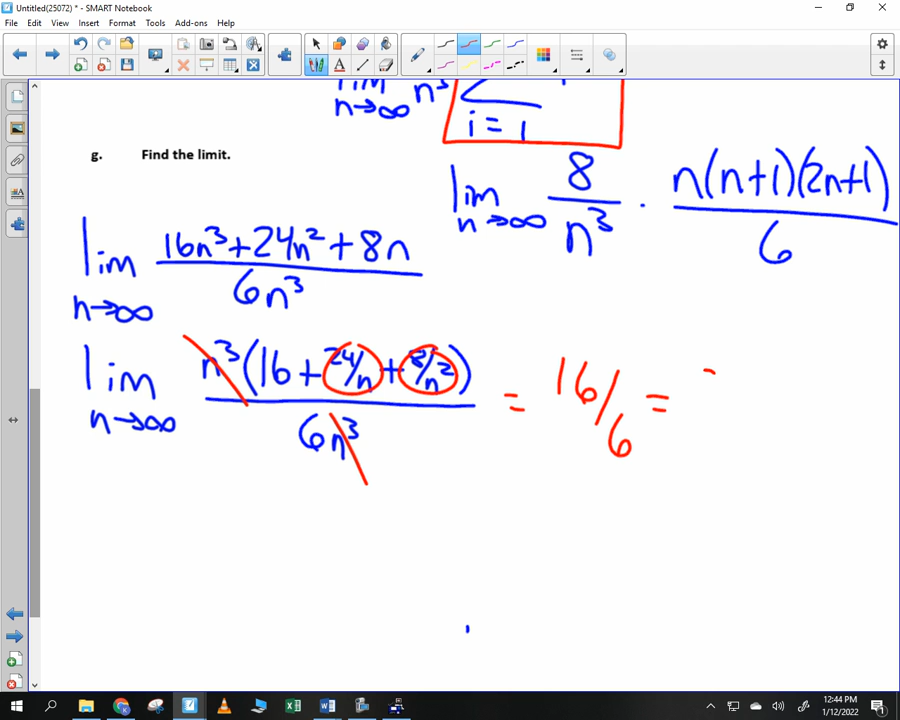 Untitled(25072) * - SMART Notebook
File Edit View Insert Format Tools Add-ons Help
lim n→∞ n³ Σ i = 1
g. Find the limit.
lim n→∞ 8/n³ · n(n+1)(2n+1)/6
lim n→∞ 16n³+24n²+8n/6n³
lim n→∞ n³(16+24/n+8/n²)/6n³ = 16/6 =
12:44 PM
1/12/2022
1